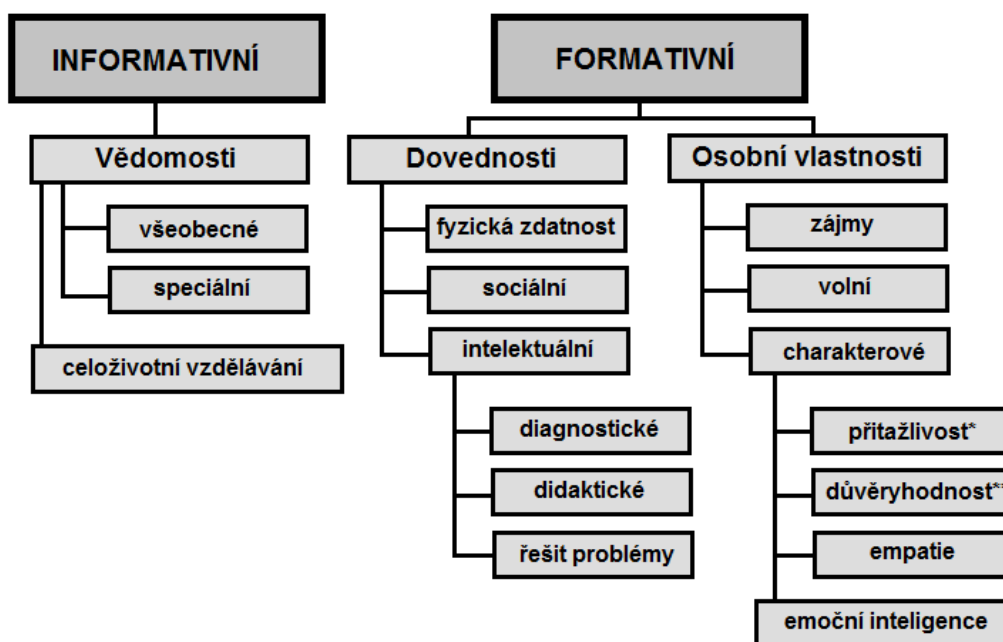 INFORMATIVNÍ
Vědomosti
všeobecné
speciální
celoživotní vzdělávání
FORMATIVNÍ
Dovednosti
fyzická zdatnost
sociální
intelektuální
diagnostické
didaktické
řešit problémy
Osobní vlastnosti
zájmy
volní
charakterové
přitažlivost*
důvěryhodnost**
empatie
emoční inteligence